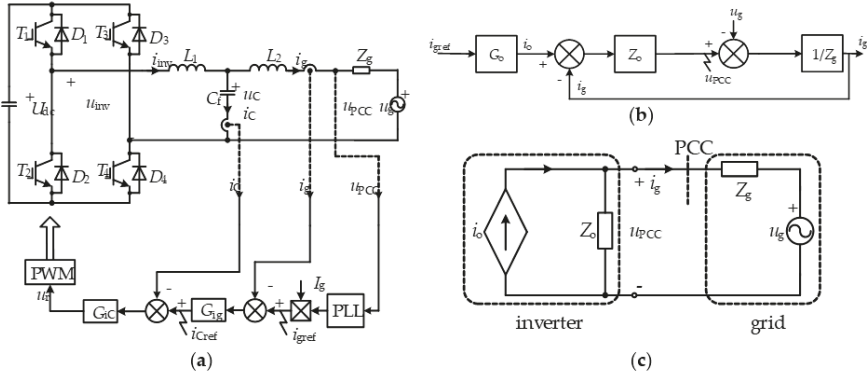 T1 D1 T3 D3
iinv L1 L2 ig Zg
+ Udc + uinv Cf + uC uPCC ug +
iC
T2 D2 T4 D4
iC ig uPCC
PWM
ur GiC - + Gig - + Ig PLL
iCref igref
(a)
igref Go io + - Zo + - ug 1/Zg ig
ig uPCC
(b)
PCC
+ ig Zg
io Zo uPCC ug +
-
inverter grid
(c)